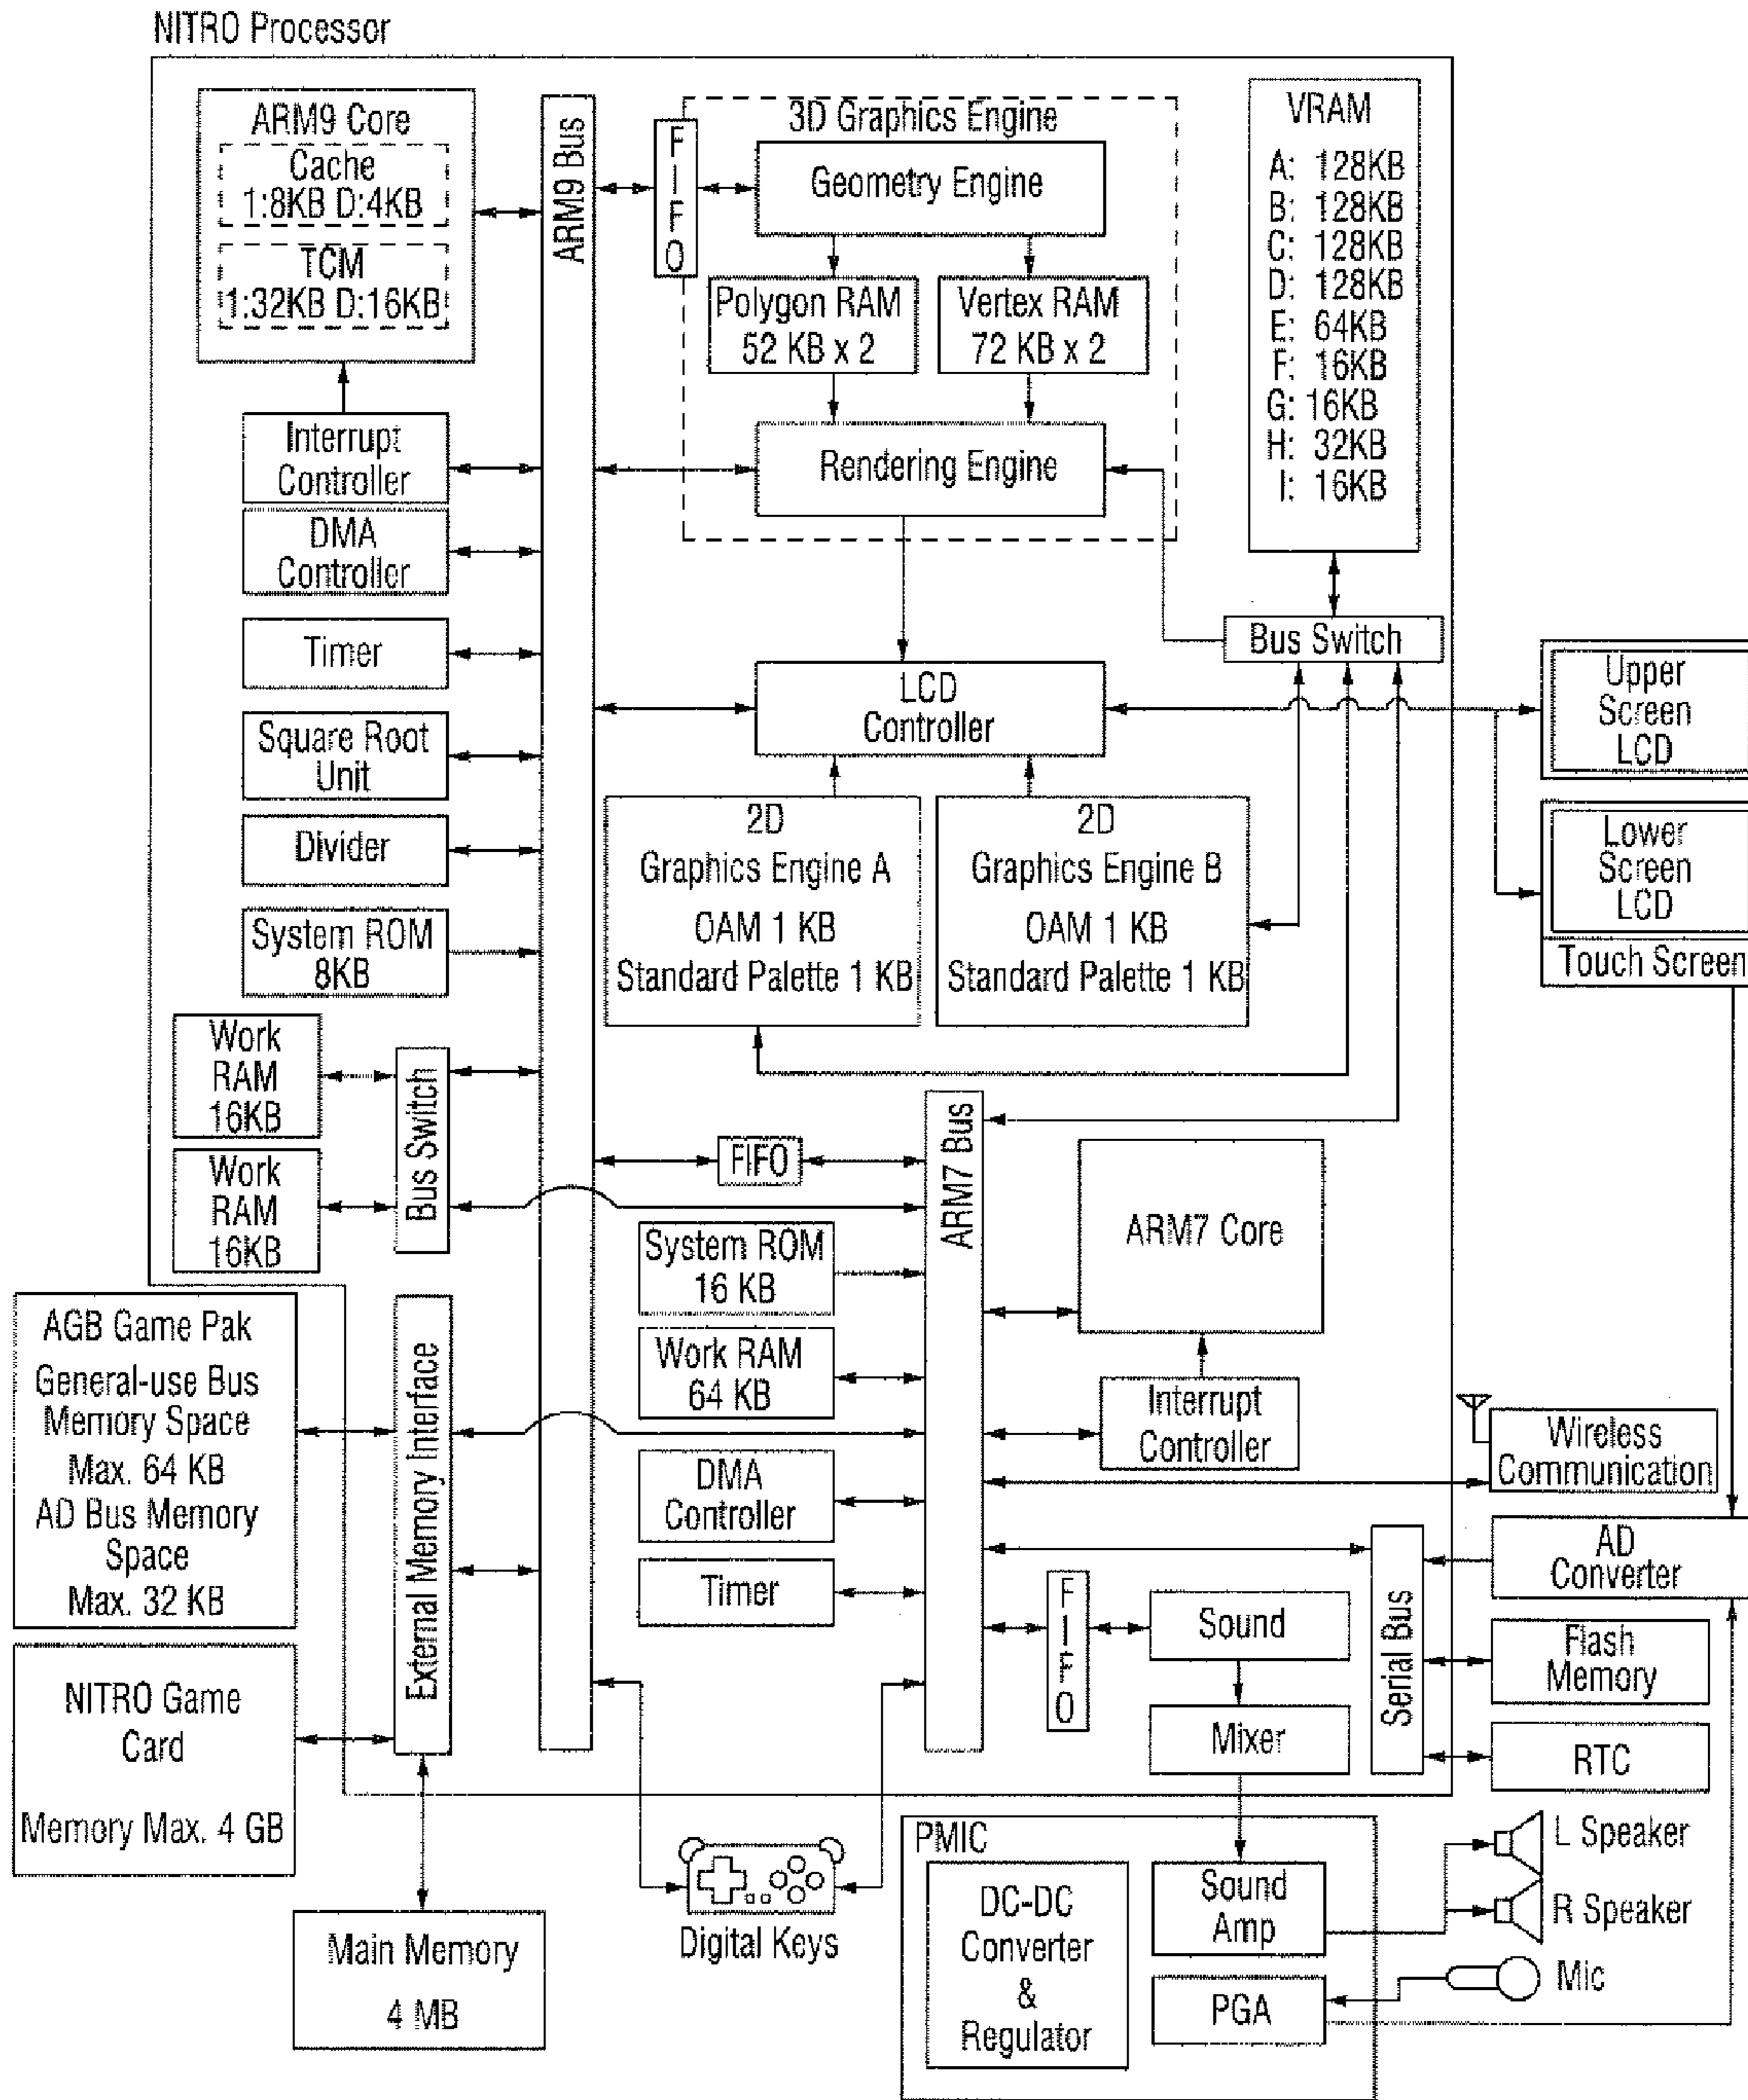 NITRO Processor
ARM9 Core
Cache
1:8KB D:4KB
TCM
1:32KB D:16KB
Interrupt
Controller
DMA
Controller
Timer
Square Root
Unit
Divider
System ROM
8KB
Work
RAM
16KB
Work
RAM
16KB
Bus Switch
ARM9 Bus
FIFO
3D Graphics Engine
Geometry Engine
Polygon RAM
52 KB x 2
Vertex RAM
72 KB x 2
Rendering Engine
VRAM
A: 128KB
B: 128KB
C: 128KB
D: 128KB
E: 64KB
F: 16KB
G: 16KB
H: 32KB
I: 16KB
Bus Switch
LCD
Controller
2D
Graphics Engine A
OAM 1 KB
Standard Palette 1 KB
2D
Graphics Engine B
OAM 1 KB
Standard Palette 1 KB
Upper
Screen
LCD
Lower
Screen
LCD
Touch Screen
FIFO
ARM7 Bus
ARM7 Core
System ROM
16 KB
Work RAM
64 KB
DMA
Controller
Timer
Interrupt
Controller
Wireless
Communication
AD
Converter
Flash
Memory
RTC
Serial Bus
FIFO
Sound
Mixer
AGB Game Pak
General-use Bus
Memory Space
Max. 64 KB
AD Bus Memory
Space
Max. 32 KB
External Memory Interface
NITRO Game
Card
Memory Max. 4 GB
Main Memory
4 MB
Digital Keys
PMIC
DC-DC
Converter
&
Regulator
Sound
Amp
PGA
L Speaker
R Speaker
Mic